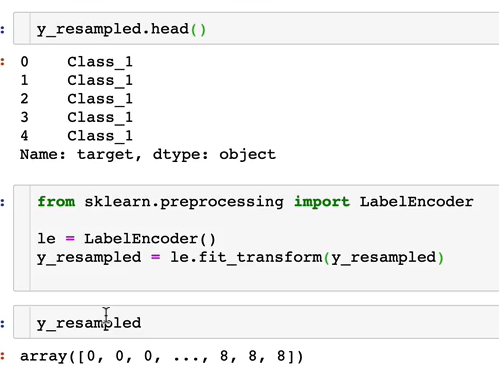 y_resampled.head()
0 Class_1
1 Class_1
2 Class_1
3 Class_1
4 Class_1
Name: target, dtype: object
from sklearn.preprocessing import LabelEncoder
le = LabelEncoder()
y_resampled = le.fit_transform(y_resampled)
y_resampled
array([0, 0, 0, ..., 8, 8, 8])